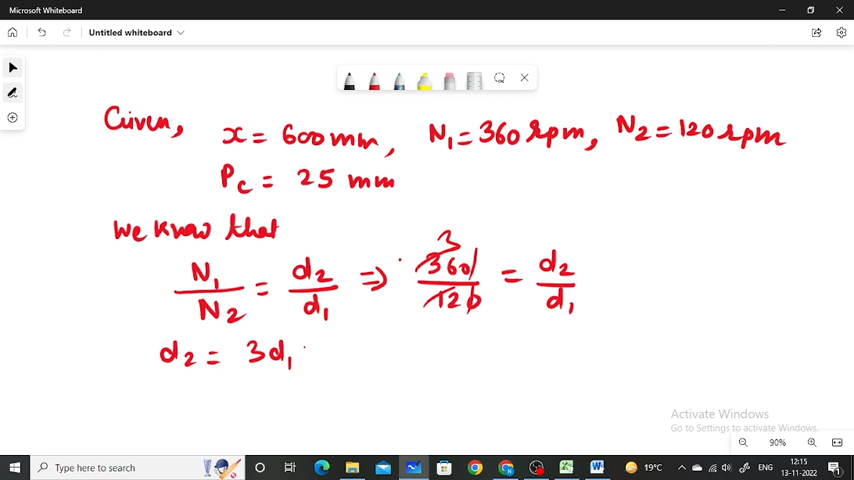 Microsoft Whiteboard
Untitled whiteboard
Given, x = 600 mm, N1 = 360 rpm, N2 = 120 rpm
Pc = 25 mm
We know that
N1/N2 = d2/d1 => 3 360/120 = d2/d1
d2 = 3d1
Activate Windows
Go to Settings to activate Windows.
90%
Type here to search
19°C
ENG
12:15
13-11-2022
1